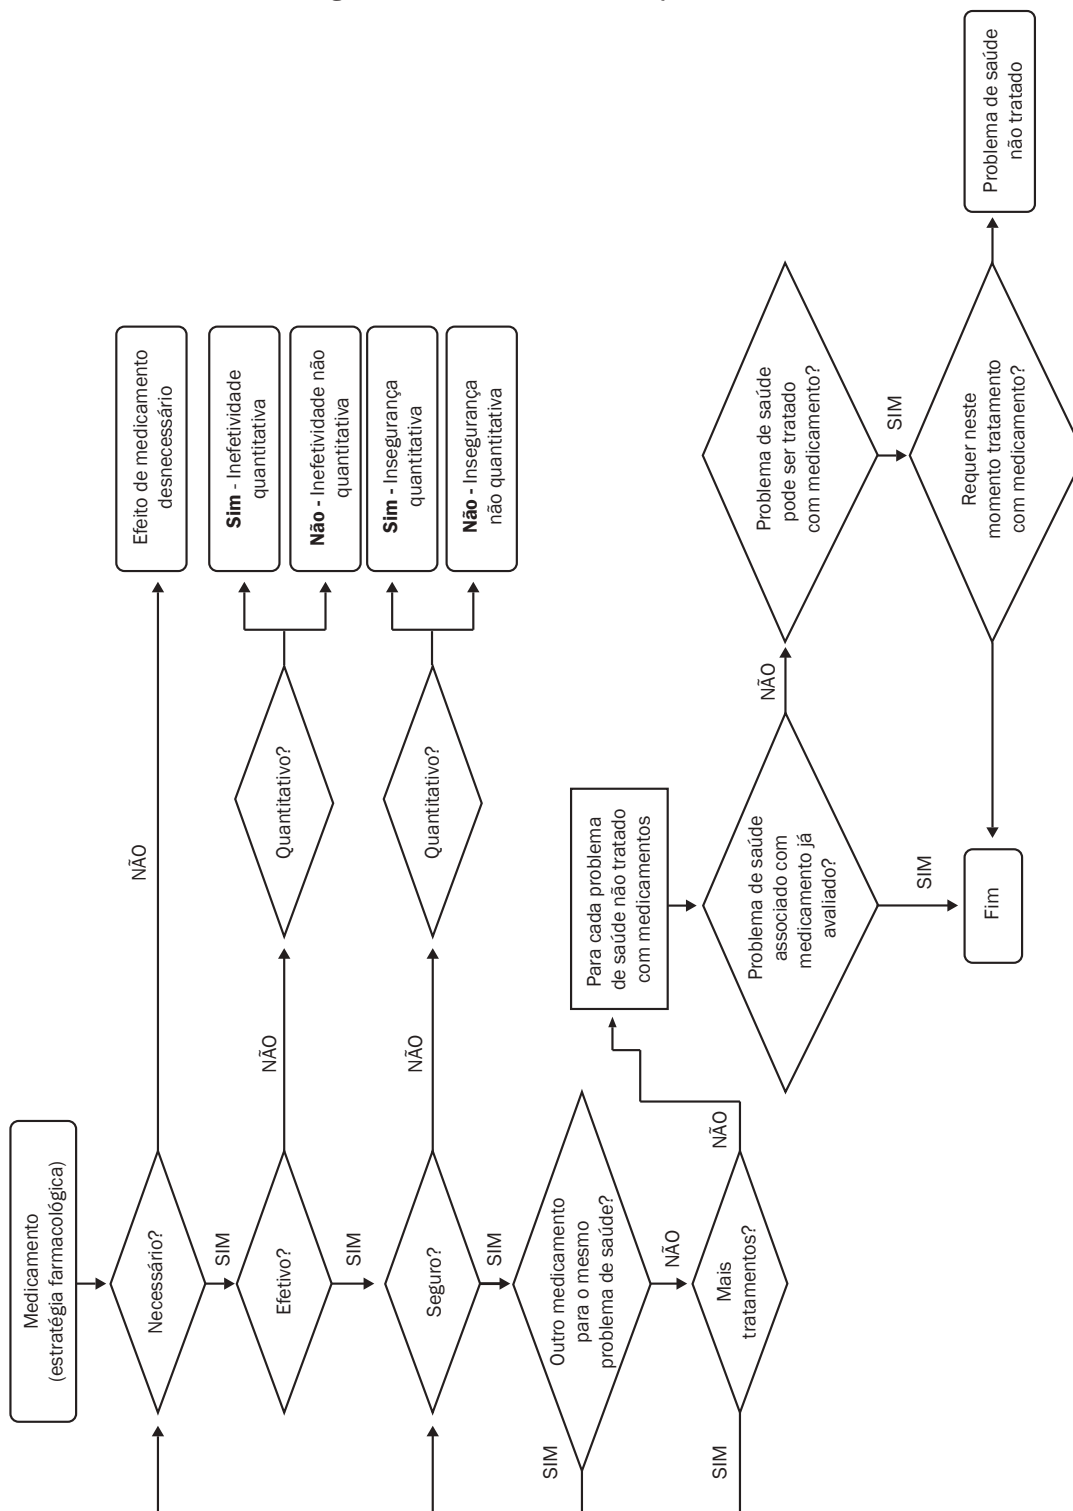 Medicamento
(estratégia farmacológica)
Necessário?
NÃO
Efeito de medicamento
desnecessário
SIM
Efetivo?
NÃO
Quantitativo?
Sim - Inefetividade
quantitativa
Não - Inefetividade não
quantitativa
SIM
Seguro?
NÃO
Quantitativo?
Sim - Insegurança
quantitativa
Não - Insegurança
não quantitativa
SIM
Outro medicamento
para o mesmo
problema de saúde?
SIM
NÃO
Mais
tratamentos?
SIM
NÃO
Para cada problema
de saúde não tratado
com medicamentos
Problema de saúde
associado com
medicamento já
avaliado?
SIM
NÃO
Fim
Problema de saúde
pode ser tratado
com medicamento?
SIM
Requer neste
momento tratamento
com medicamento?
Problema de saúde
não tratado